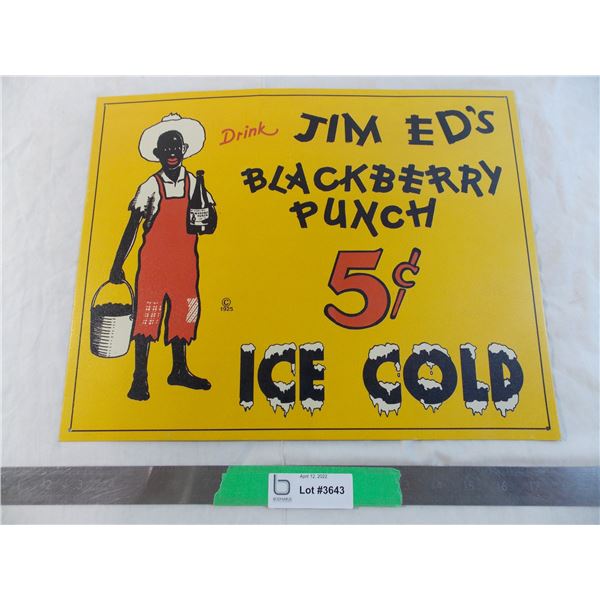 Drink JIM ED'S
BLACKBERRY
PUNCH
5¢
©
1925
ICE COLD
April 12, 2022
Lot #3643